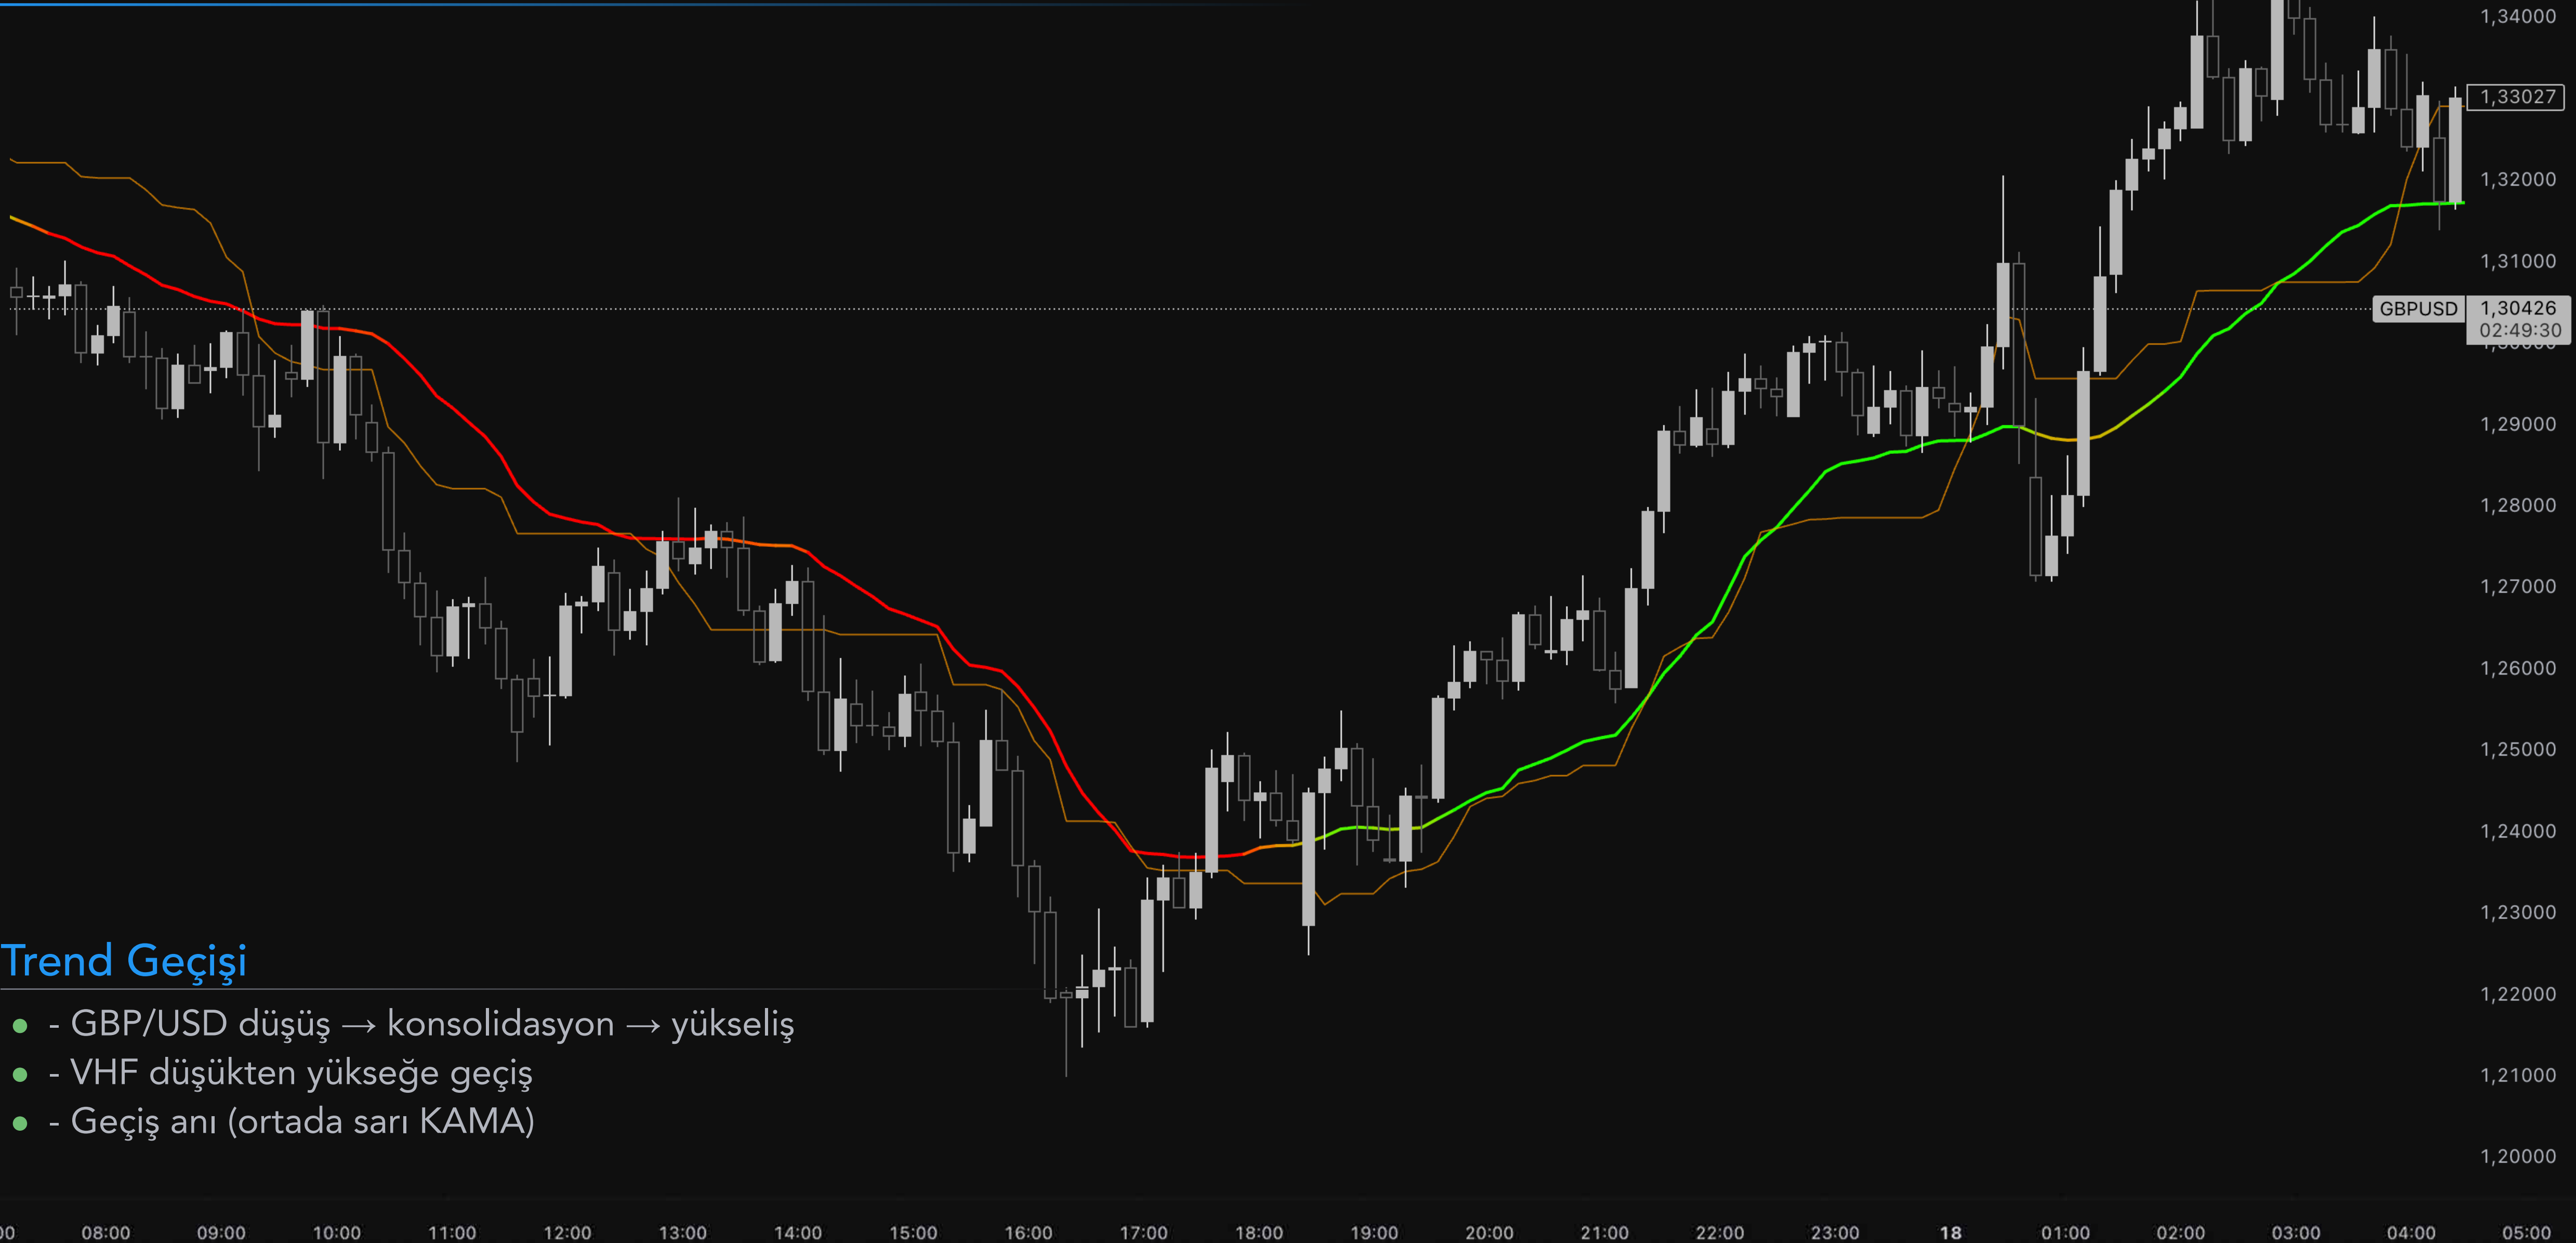 1,34000
1,33027
1,32000
1,31000
GBPUSD 1,30426
02:49:30
1,29000
1,28000
1,27000
1,26000
1,25000
1,24000
1,23000
1,22000
1,21000
1,20000
Trend Geçişi
- GBP/USD düşüş → konsolidasyon → yükseliş
- VHF düşükten yükseğe geçiş
- Geçiş anı (ortada sarı KAMA)
08:00 09:00 10:00 11:00 12:00 13:00 14:00 15:00 16:00 17:00 18:00 19:00 20:00 21:00 22:00 23:00 18 01:00 02:00 03:00 04:00 05:00